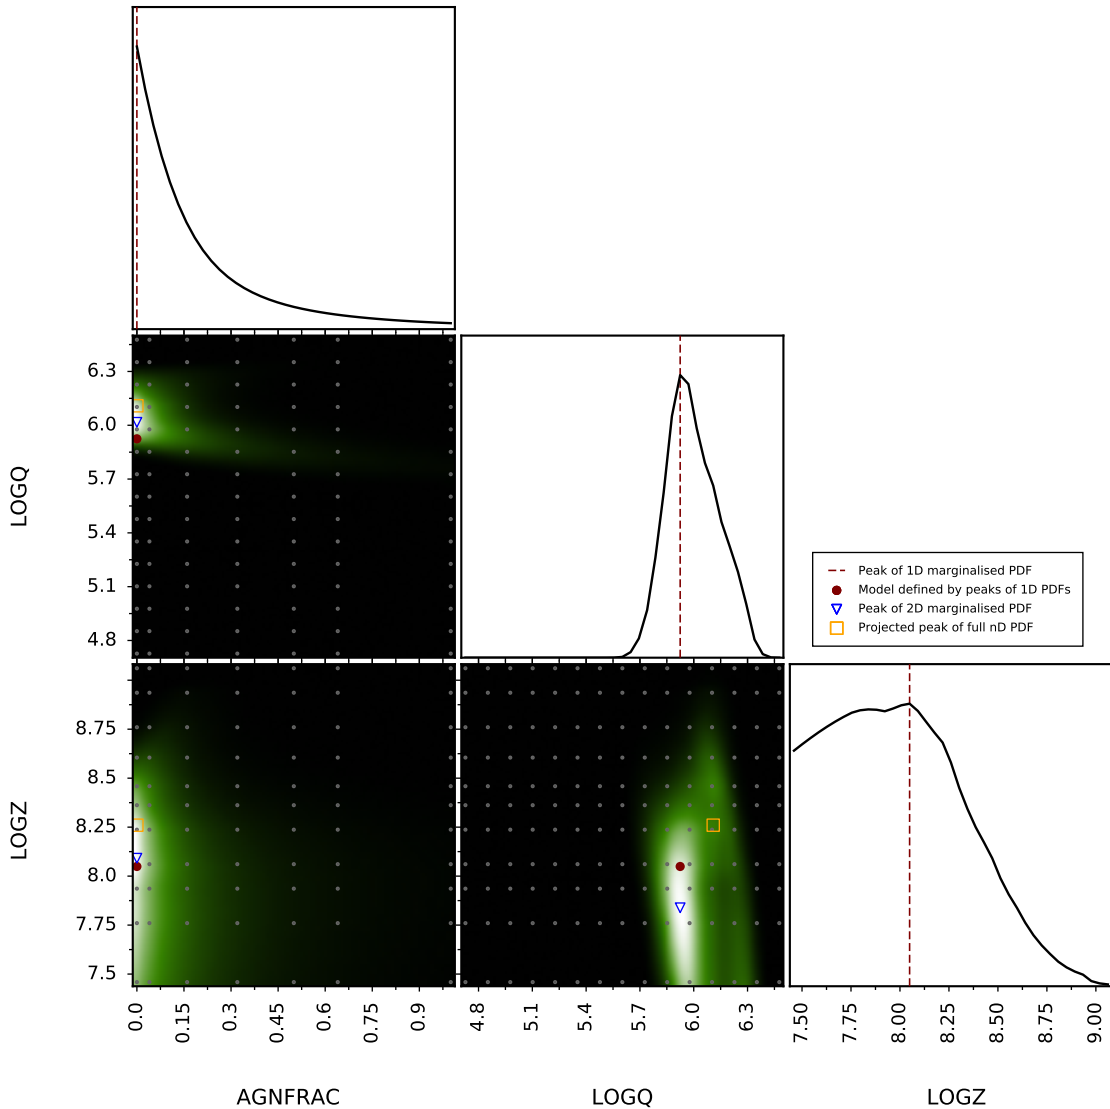 6.3
6.0
5.7
5.4
5.1
4.8
LOGQ
Peak of 1D marginalised PDF
Model defined by peaks of 1D PDFs
Peak of 2D marginalised PDF
Projected peak of full nD PDF
8.75
8.5
8.25
8.0
7.75
7.5
LOGZ
0.0 0.15 0.3 0.45 0.6 0.75 0.9
4.8 5.1 5.4 5.7 6.0 6.3
7.50 7.75 8.00 8.25 8.50 8.75 9.00
AGNFRAC LOGQ LOGZ